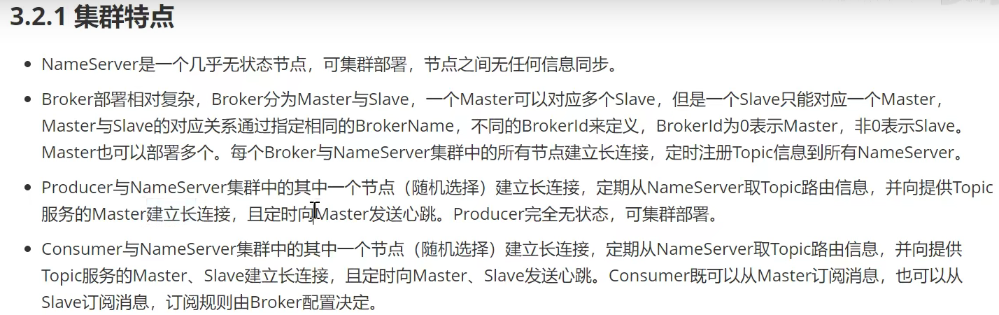 3.2.1 集群特点
NameServer是一个几乎无状态节点，可集群部署，节点之间无任何信息同步。
Broker部署相对复杂，Broker分为Master与Slave，一个Master可以对应多个Slave，但是一个Slave只能对应一个Master，
Master与Slave的对应关系通过指定相同的BrokerName，不同的BrokerId来定义，BrokerId为0表示Master，非0表示Slave。
Master也可以部署多个。每个Broker与NameServer集群中的所有节点建立长连接，定时注册Topic信息到所有NameServer。
Producer与NameServer集群中的其中一个节点（随机选择）建立长连接，定期从NameServer取Topic路由信息，并向提供Topic
服务的Master建立长连接，且定时向Master发送心跳。Producer完全无状态，可集群部署。
Consumer与NameServer集群中的其中一个节点（随机选择）建立长连接，定期从NameServer取Topic路由信息，并向提供
Topic服务的Master、Slave建立长连接，且定时向Master、Slave发送心跳。Consumer既可以从Master订阅消息，也可以从
Slave订阅消息，订阅规则由Broker配置决定。